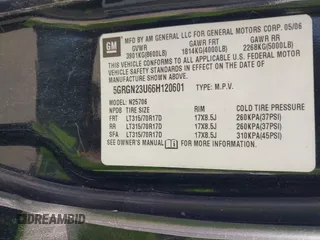 GM
MFD BY AM GENERAL LLC FOR GENERAL MOTORS CORP. 05/06
GVWR GAWR FRT GAWR RR
3901KG(8600LB) 1814KG(4000LB) 2268KG(5000LB)
THIS VEHICLE CONFORMS TO ALL APPLICABLE U.S. FEDERAL
MOTOR VEHICLE SAFETY STANDARDS IN EFFECT ON THE DATE OF
MANUFACTURE SHOWN ABOVE.
5GRGN23U66H120601 TYPE: M.P.V.
MODEL: N25706
NPDB TIRE SIZE RIM COLD TIRE PRESSURE
FRT LT315/70R17D 17X8.5J 260KPA(37PSI)
RR LT315/70R17D 17X8.5J 260KPA(37PSI)
SPA LT315/70R17D 17X8.5J 310KPA(45PSI)
SEE OWNER'S MANUAL FOR ADDITIONAL INFORMATION
DREAMBID